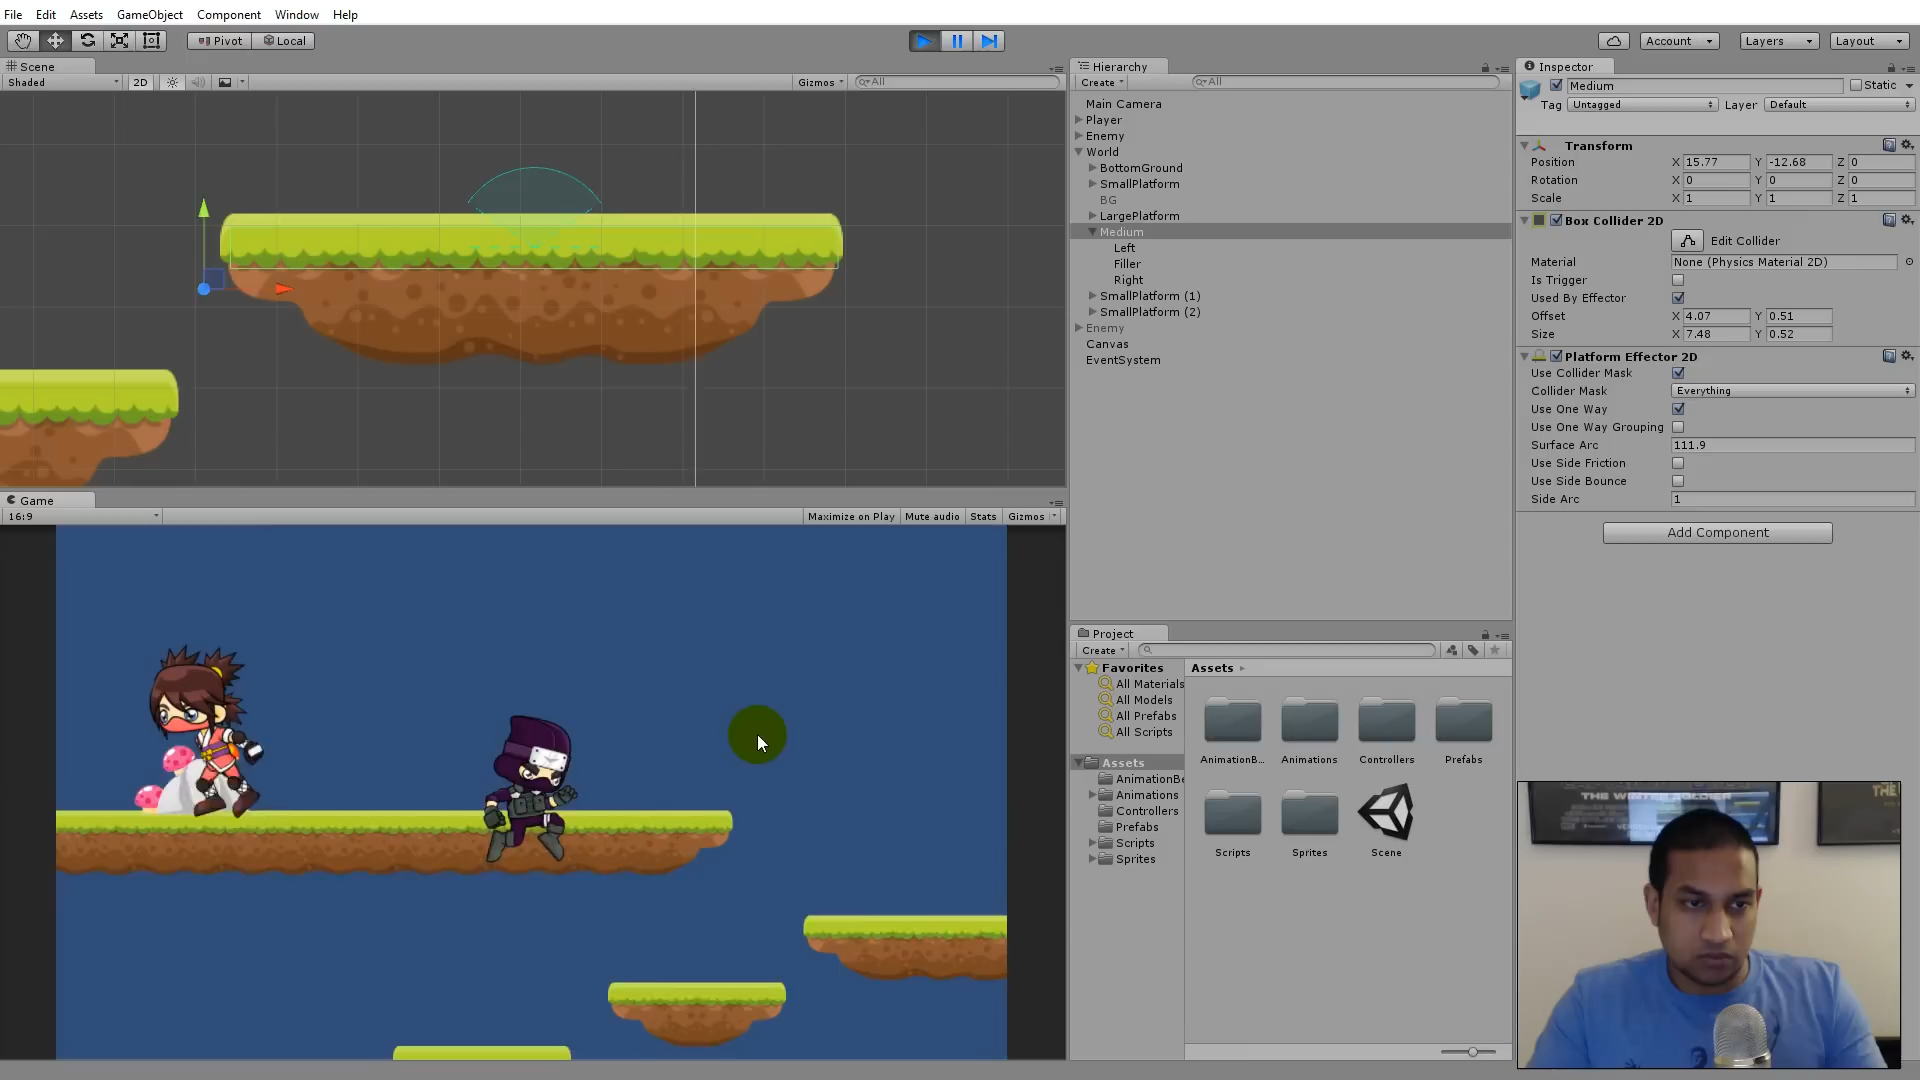 File Edit Assets GameObject Component Window Help
Pivot Local
Account Layers Layout
Scene
Shaded 2D Gizmos All
Hierarchy
Create All
Main Camera
Player
Enemy
World
BottomGround
SmallPlatform
BG
LargePlatform
Medium
Left
Filler
Right
SmallPlatform (1)
SmallPlatform (2)
Enemy
Canvas
EventSystem
Inspector
Medium Static
Tag Untagged Layer Default
Transform
Position X 15.77 Y -12.68 Z 0
Rotation X 0 Y 0 Z 0
Scale X 1 Y 1 Z 1
Box Collider 2D
Edit Collider
Material None (Physics Material 2D)
Is Trigger
Used By Effector
Offset X 4.07 Y 0.51
Size X 7.48 Y 0.52
Platform Effector 2D
Use Collider Mask
Collider Mask Everything
Use One Way
Use One Way Grouping
Surface Arc 111.9
Use Side Friction
Use Side Bounce
Side Arc 1
Add Component
Game
16:9 Maximize on Play Mute audio Stats Gizmos
Project
Create
Favorites
All Materials
All Models
All Prefabs
All Scripts
Assets
AnimationBe
Animations
Controllers
Prefabs
Scripts
Sprites
Assets
AnimationB... Animations Controllers Prefabs
Scripts Sprites Scene
THE WINTER SOLDIER
THE